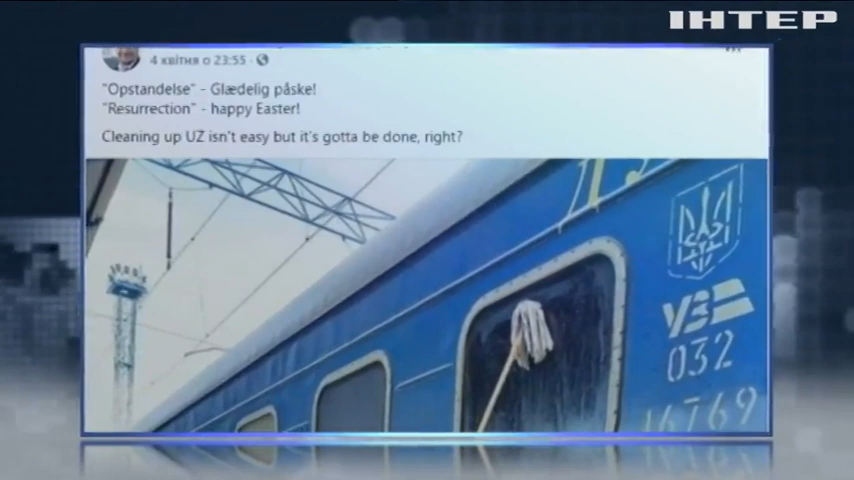 ІНТЕР
4 квітня о 23:55 ·
"Opstandelse" - Glædelig påske!
"Resurrection" - happy Easter!
Cleaning up UZ isn't easy but it's gotta be done, right?
УЗ
032
16769